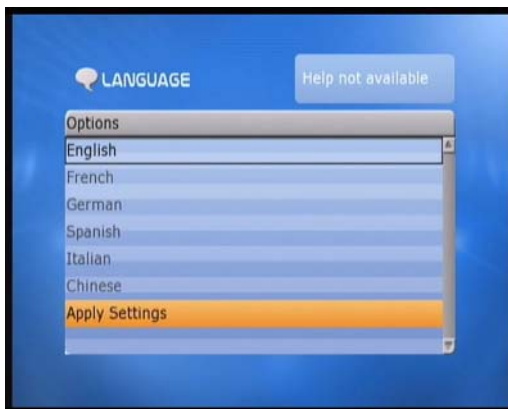 LANGUAGE
Help not available
Options
English
French
German
Spanish
Italian
Chinese
Apply Settings